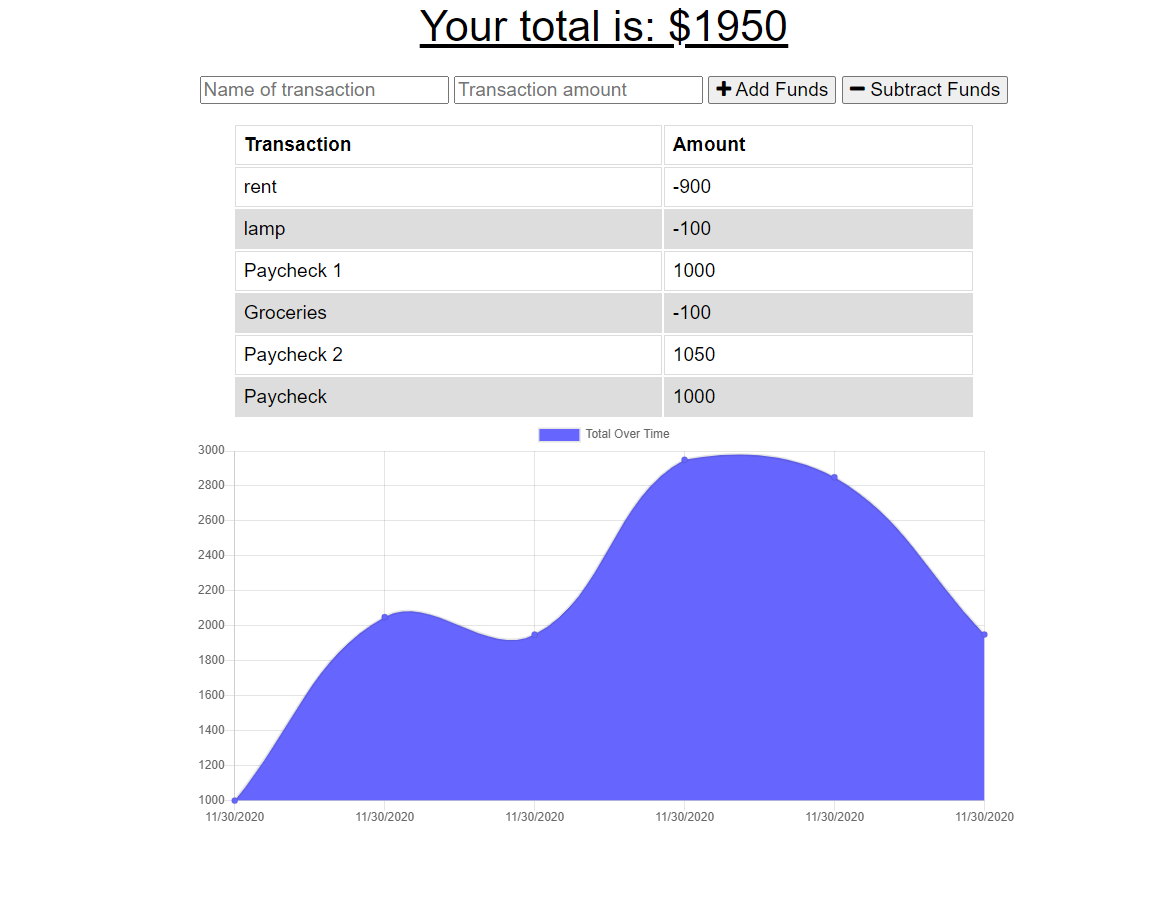 Your total is: $1950
Name of transaction Transaction amount Add Funds Subtract Funds
Transaction Amount
rent -900
lamp -100
Paycheck 1 1000
Groceries -100
Paycheck 2 1050
Paycheck 1000
Total Over Time
3000
2800
2600
2400
2200
2000
1800
1600
1400
1200
1000
11/30/2020 11/30/2020 11/30/2020 11/30/2020 11/30/2020 11/30/2020